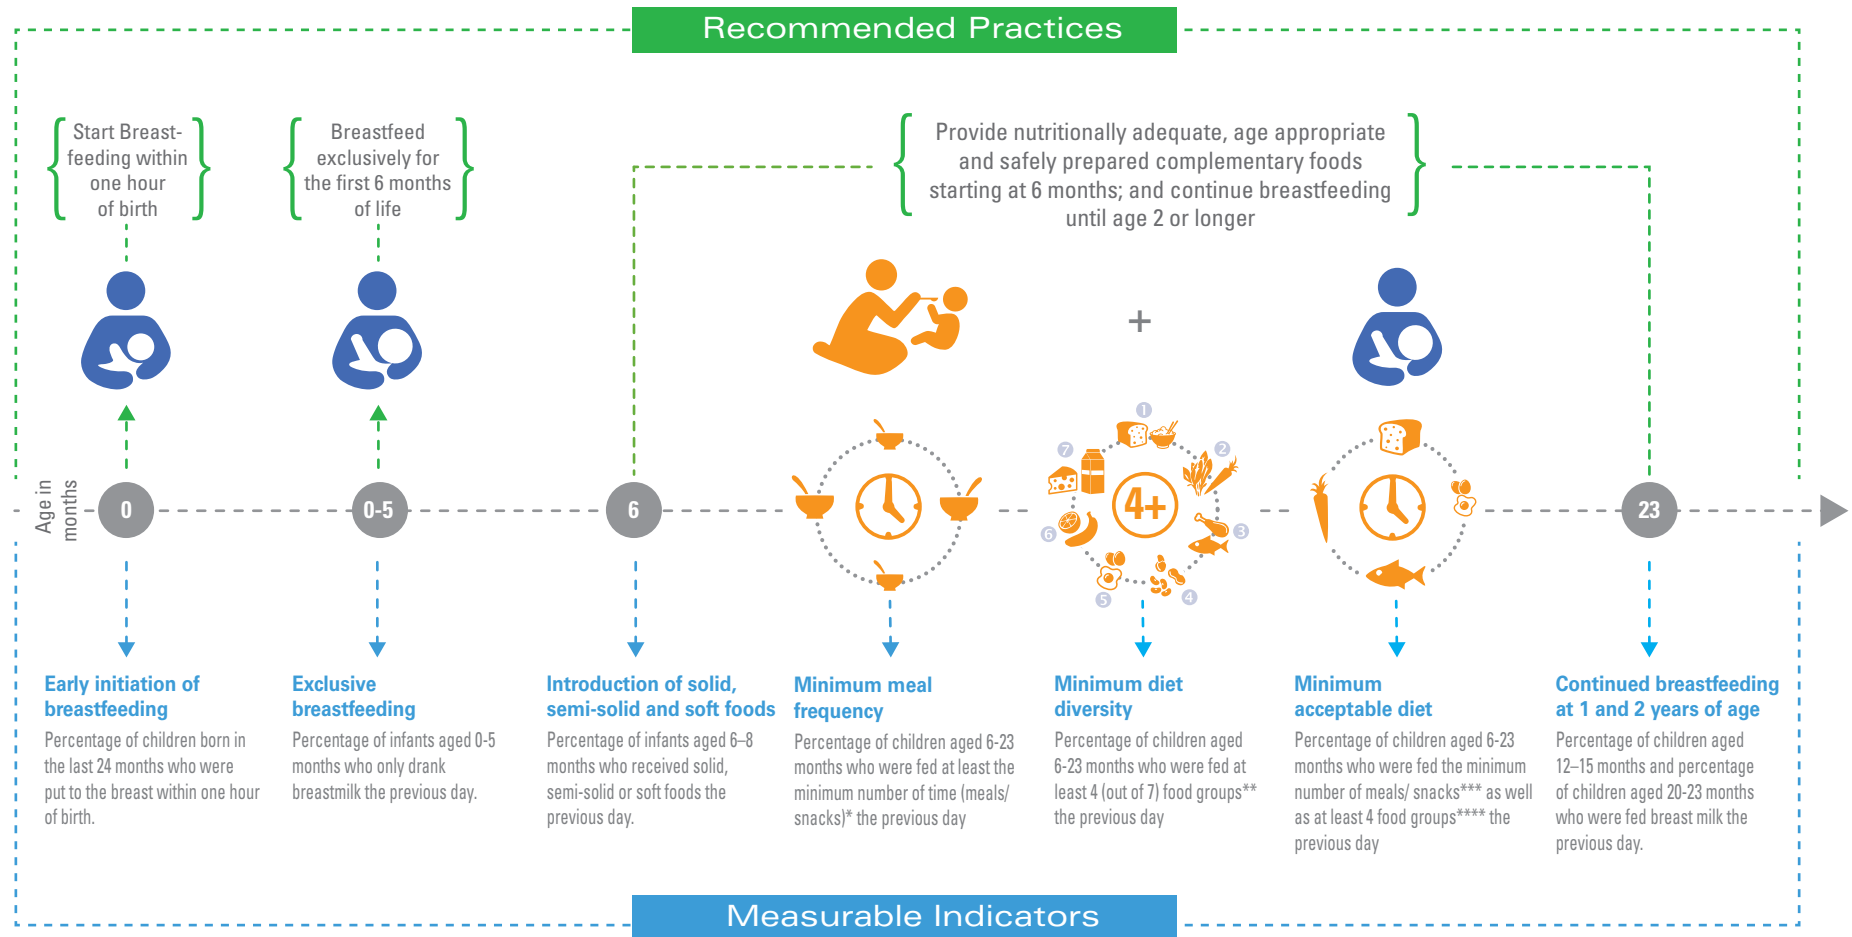 Recommended Practices
Start Breast-
feeding within
one hour
of birth
Breastfeed
exclusively for
the first 6 months
of life
Provide nutritionally adequate, age appropriate
and safely prepared complementary foods
starting at 6 months; and continue breastfeeding
until age 2 or longer
+
Age in
months
0
0-5
6
4+
1
2
3
4
5
6
7
23
Early initiation of
breastfeeding
Percentage of children born in
the last 24 months who were
put to the breast within one hour
of birth.
Exclusive
breastfeeding
Percentage of infants aged 0-5
months who only drank
breastmilk the previous day.
Introduction of solid,
semi-solid and soft foods
Percentage of infants aged 6–8
months who received solid,
semi-solid or soft foods the
previous day.
Minimum meal
frequency
Percentage of children aged 6-23
months who were fed at least the
minimum number of time (meals/
snacks)* the previous day
Minimum diet
diversity
Percentage of children aged
6-23 months who were fed at
least 4 (out of 7) food groups**
the previous day
Minimum
acceptable diet
Percentage of children aged 6-23
months who were fed the minimum
number of meals/ snacks*** as well
as at least 4 food groups**** the
previous day
Continued breastfeeding
at 1 and 2 years of age
Percentage of children aged
12–15 months and percentage
of children aged 20-23 months
who were fed breast milk the
previous day.
Measurable Indicators